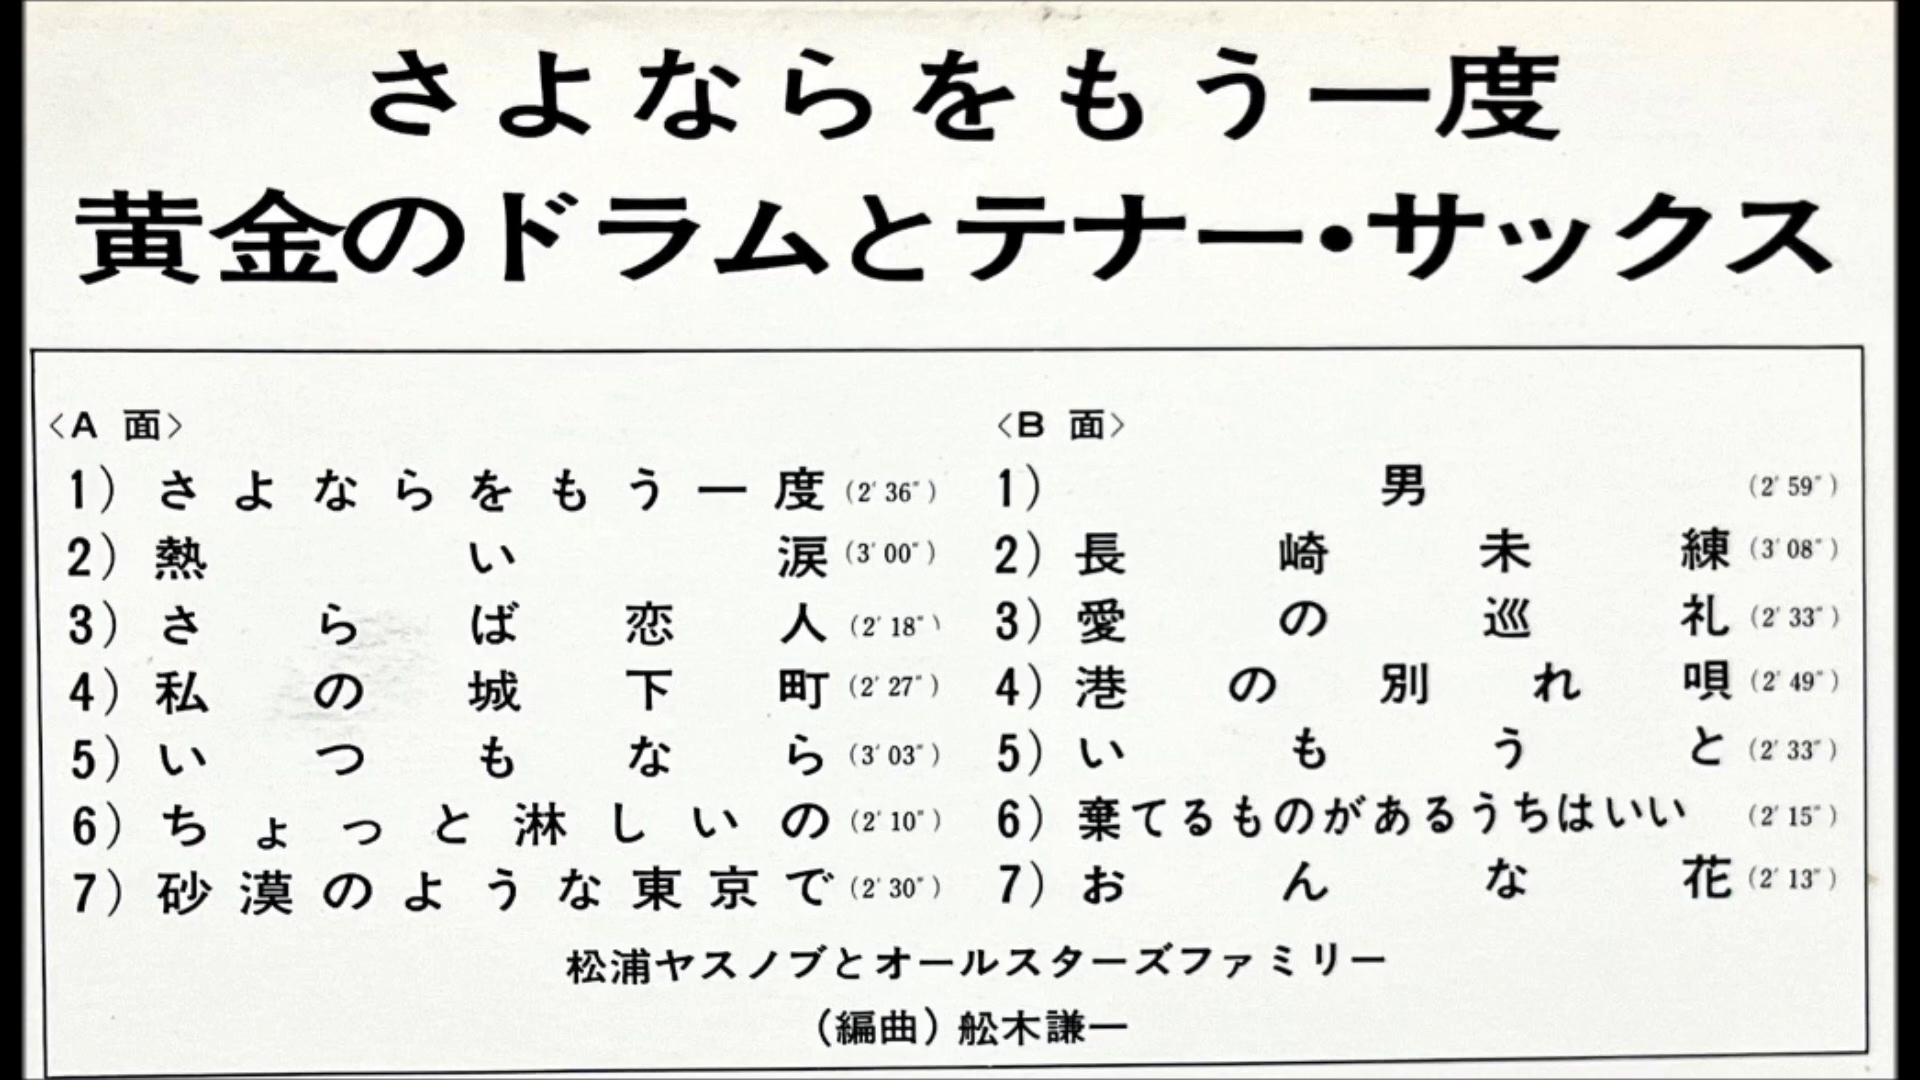 さよならをもう一度
黄金のドラムとテナー・サックス
〈A 面〉
1) さよならをもう一度 (2′36″)
2) 熱い涙 (3′00″)
3) さらば恋人 (2′18″)
4) 私の城下町 (2′27″)
5) いつもなら (3′03″)
6) ちょっと淋しいの (2′10″)
7) 砂漠のような東京で (2′30″)
〈B 面〉
1) 男 (2′59″)
2) 長崎未練 (3′08″)
3) 愛の巡礼 (2′33″)
4) 港の別れ唄 (2′49″)
5) いもうと (2′33″)
6) 棄てるものがあるうちはいい (2′15″)
7) おんな花 (2′13″)
松浦ヤスノブとオールスターズファミリー
(編曲) 舩木謙一